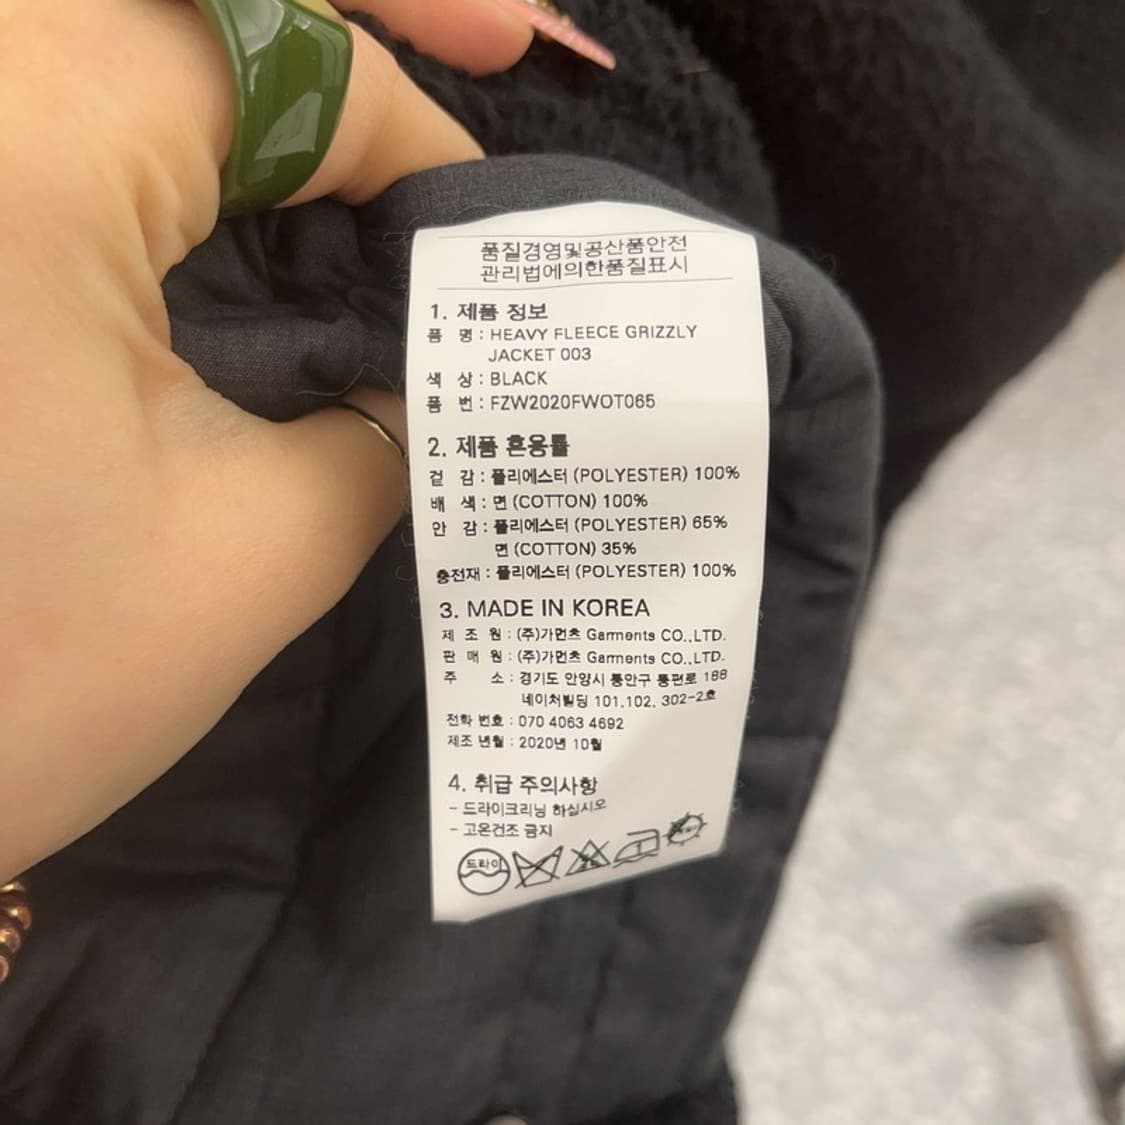 품질경영및공산품안전
관리법에의한품질표시
1. 제품 정보
품 명 : HEAVY FLEECE GRIZZLY
JACKET 003
색 상 : BLACK
품 번 : FZW2020FWOT065
2. 제품 혼용률
겉 감 : 폴리에스터 (POLYESTER) 100%
배 색 : 면 (COTTON) 100%
안 감 : 폴리에스터 (POLYESTER) 65%
면 (COTTON) 35%
충전재 : 폴리에스터 (POLYESTER) 100%
3. MADE IN KOREA
제 조 원 : (주)가먼츠 Garments CO.,LTD.
판 매 원 : (주)가먼츠 Garments CO.,LTD.
주 소 : 경기도 안양시 동안구 동편로 188
네이처빌딩 101,102, 302-2호
전화 번호 : 070 4063 4692
제조 년월 : 2020년 10월
4. 취급 주의사항
- 드라이크리닝 하십시오
- 고온건조 금지
드라이